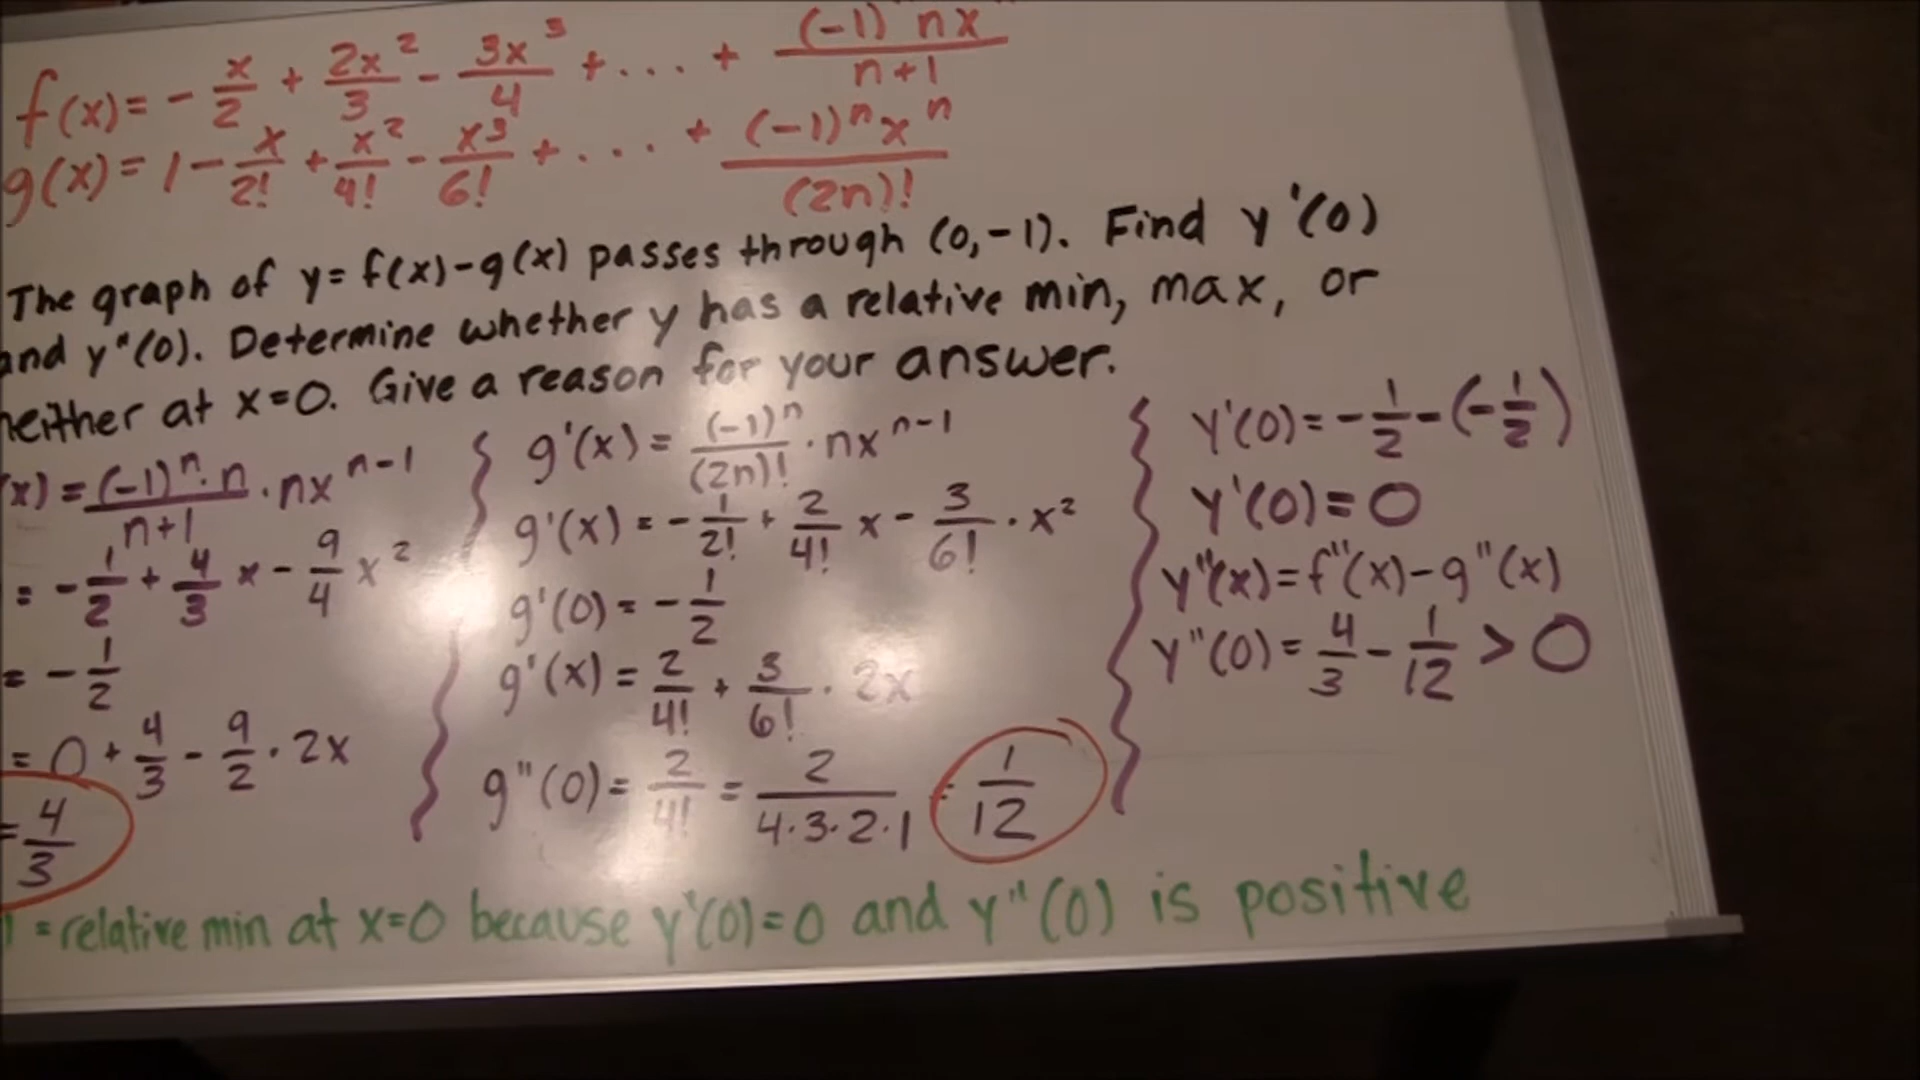 f(x) = - x/2 + 2x²/3 - 3x³/4 + . . . + (-1)ⁿ nxⁿ/n+1
g(x) = 1 - x/2! + x²/4! - x³/6! + . . . + (-1)ⁿ xⁿ/(2n)!
The graph of y = f(x) - g(x) passes through (0, -1). Find y'(0)
and y"(0). Determine whether y has a relative min, max, or
neither at x = 0. Give a reason for your answer.
(x) = (-1)ⁿ · n/n+1 · nxⁿ⁻¹
= - 1/2 + 4/3 x - 9/4 x²
= - 1/2
= 0 + 4/3 - 9/2 · 2x
= 4/3
g'(x) = (-1)ⁿ/(2n)! · nxⁿ⁻¹
g'(x) = - 1/2! + 2/4! x - 3/6! · x²
g'(0) = - 1/2
g'(x) = 2/4! + 3/6! · 2x
g"(0) = 2/4! = 2/4·3·2·1 = 1/12
y'(0) = - 1/2 - (- 1/2)
y'(0) = 0
y"(x) = f"(x) - g"(x)
y"(0) = 4/3 - 1/12 > 0
= relative min at x=0 because y'(0) = 0 and y"(0) is positive